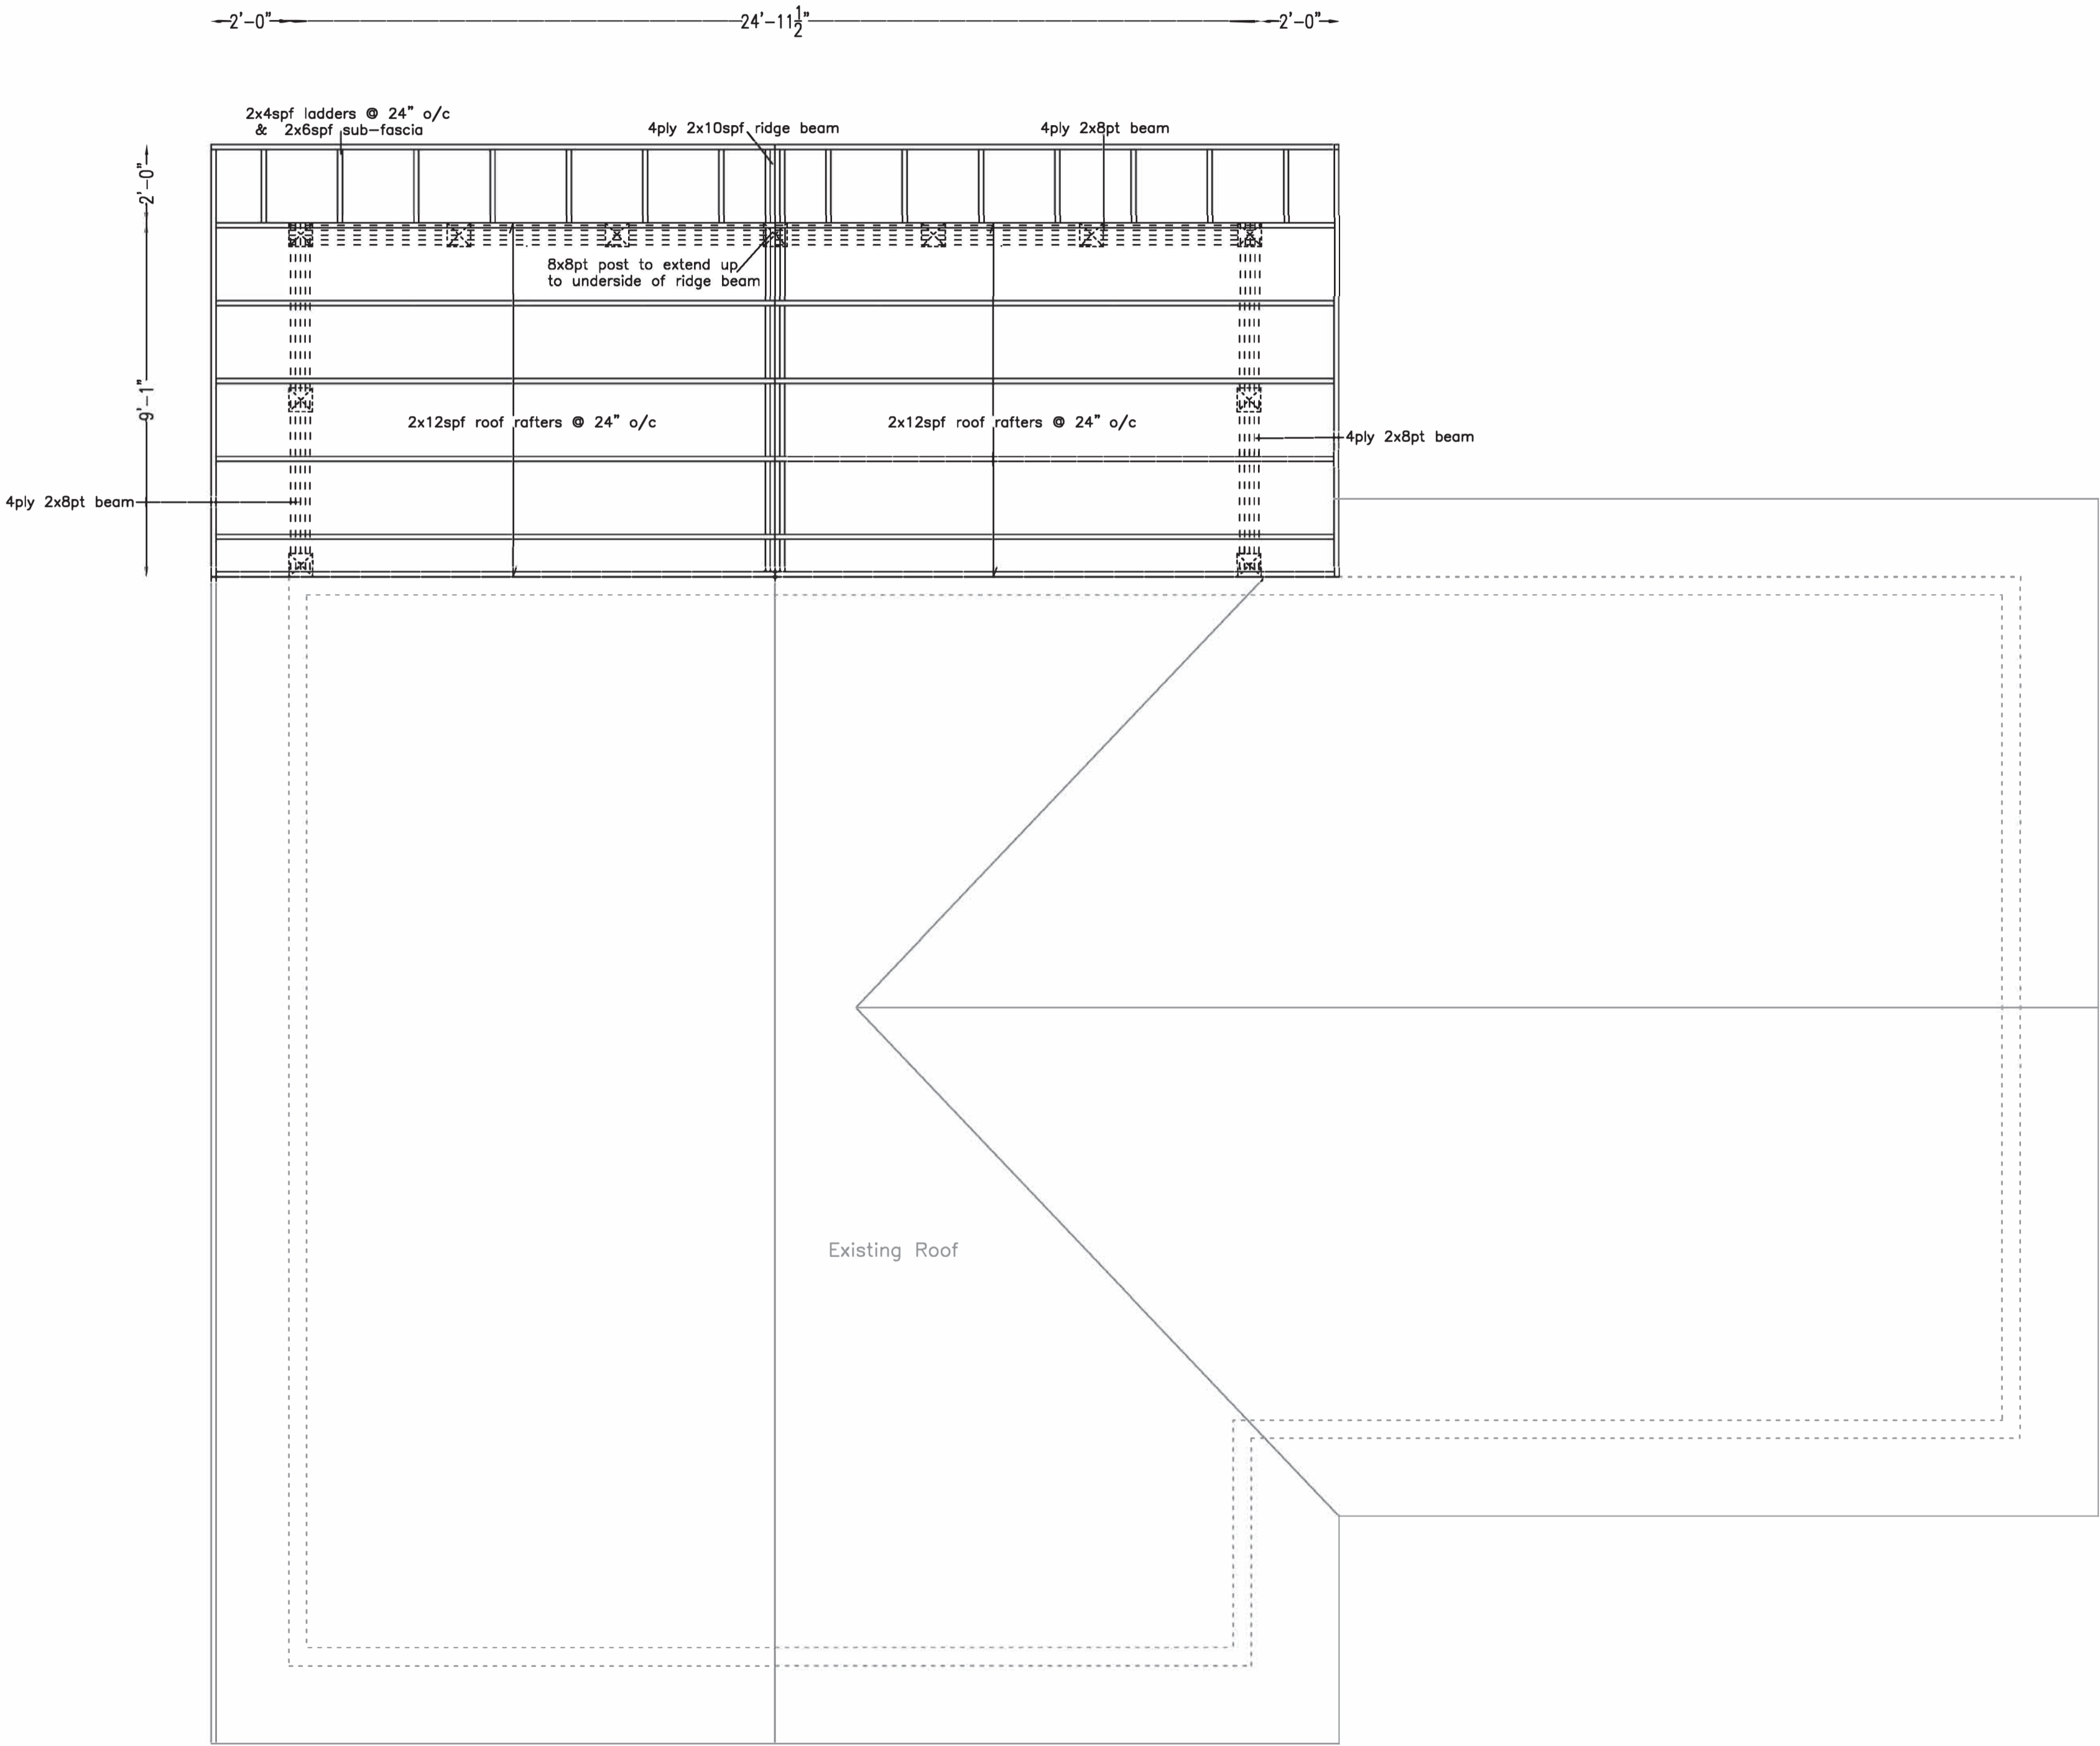 2'-0"
24'-11½"
2'-0"
2x4spf ladders @ 24" o/c
& 2x6spf sub-fascia
4ply 2x10spf ridge beam
4ply 2x8pt beam
2'-0"
8x8pt post to extend up
to underside of ridge beam
9'-1"
2x12spf roof rafters @ 24" o/c
2x12spf roof rafters @ 24" o/c
4ply 2x8pt beam
4ply 2x8pt beam
Existing Roof